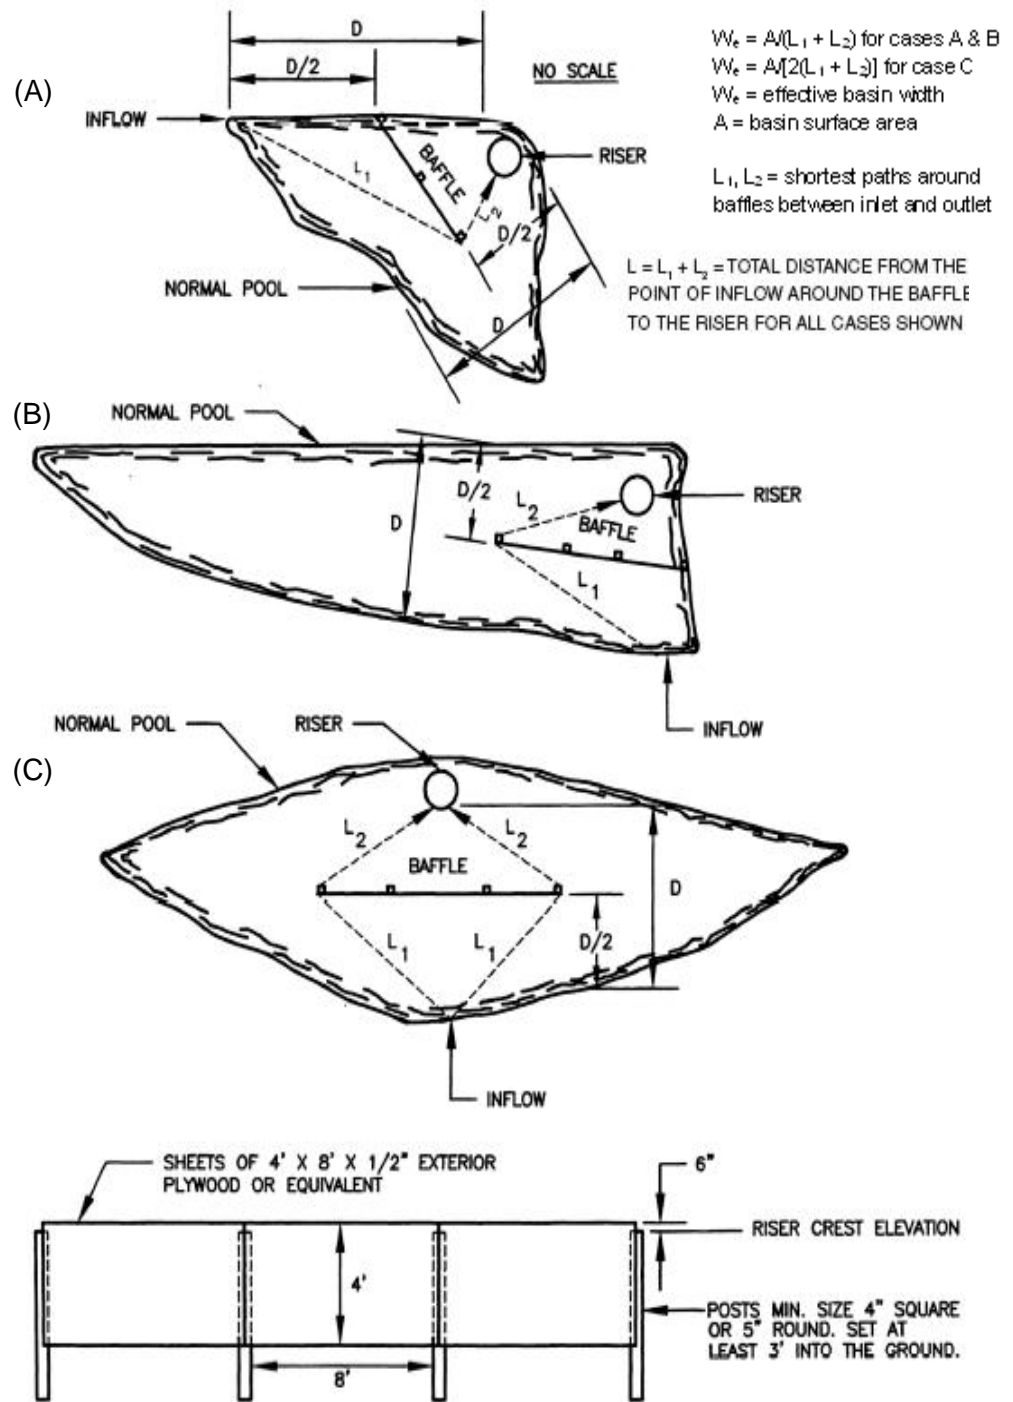 (A)
D
D/2
NO SCALE
INFLOW
L1
BAFFLE
L2
RISER
D/2
D
NORMAL POOL
We = A/(L1 + L2) for cases A & B
We = A/[2(L1 + L2)] for case C
We = effective basin width
A = basin surface area
L1, L2 = shortest paths around
baffles between inlet and outlet
L = L1 + L2 = TOTAL DISTANCE FROM THE
POINT OF INFLOW AROUND THE BAFFLE
TO THE RISER FOR ALL CASES SHOWN
(B)
NORMAL POOL
D/2
D
L2
RISER
BAFFLE
L1
INFLOW
(C)
NORMAL POOL
RISER
L2
L2
BAFFLE
D
L1
L1
D/2
INFLOW
SHEETS OF 4' X 8' X 1/2" EXTERIOR
PLYWOOD OR EQUIVALENT
6"
RISER CREST ELEVATION
4'
8'
POSTS MIN. SIZE 4" SQUARE
OR 5" ROUND. SET AT
LEAST 3' INTO THE GROUND.